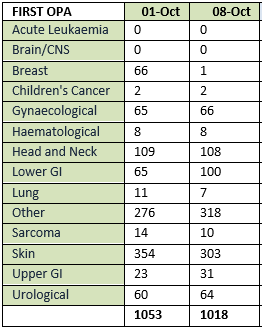 FIRST OPA 01-Oct 08-Oct
Acute Leukaemia 0 0
Brain/CNS 0 0
Breast 66 1
Children's Cancer 2 2
Gynaecological 65 66
Haematological 8 8
Head and Neck 109 108
Lower GI 65 100
Lung 11 7
Other 276 318
Sarcoma 14 10
Skin 354 303
Upper GI 23 31
Urological 60 64
1053 1018